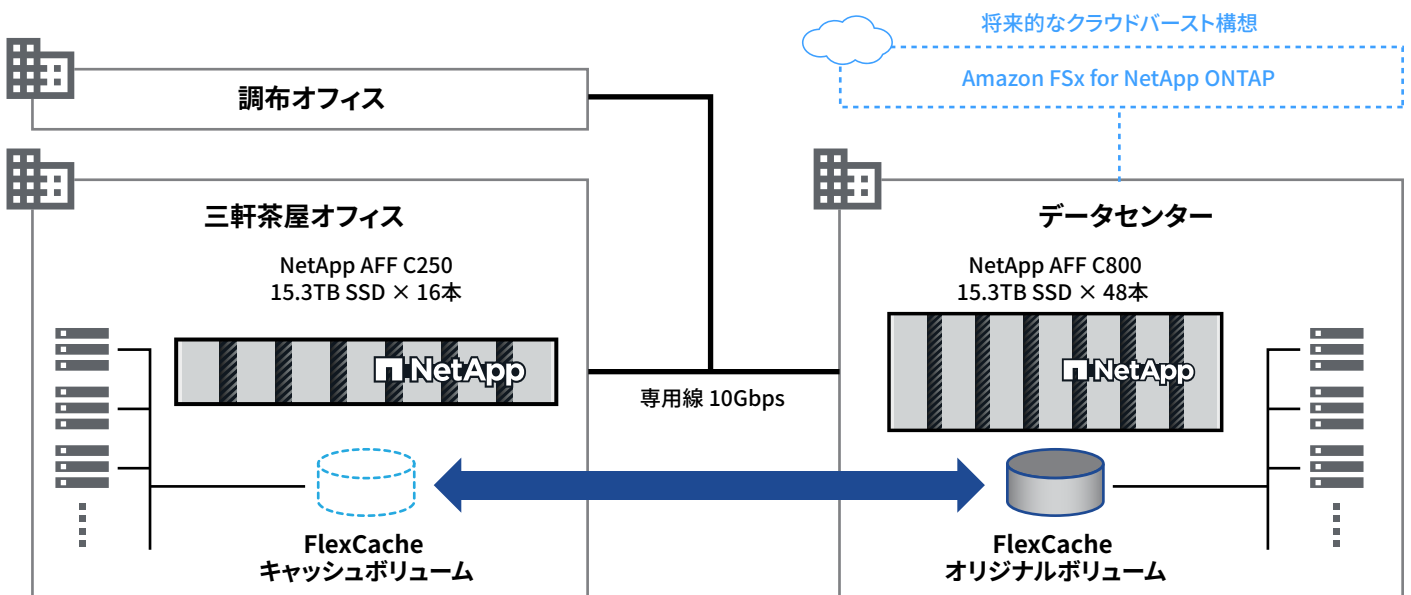 将来的なクラウドバースト構想
Amazon FSx for NetApp ONTAP
調布オフィス
三軒茶屋オフィス
NetApp AFF C250
15.3TB SSD × 16本
NetApp
FlexCache
キャッシュボリューム
専用線 10Gbps
データセンター
NetApp AFF C800
15.3TB SSD × 48本
NetApp
FlexCache
オリジナルボリューム